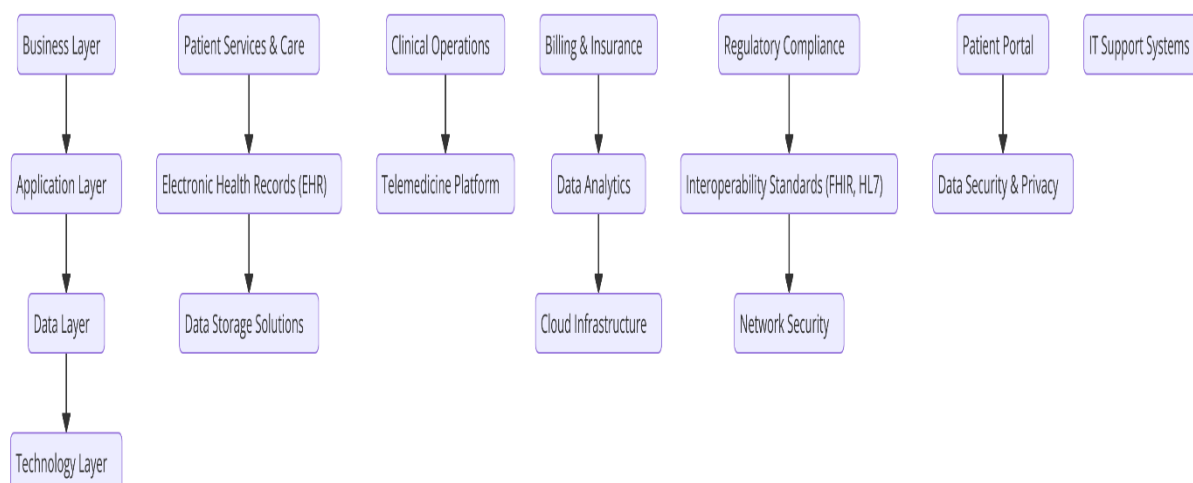 Business Layer
Patient Services & Care
Clinical Operations
Billing & Insurance
Regulatory Compliance
Patient Portal
IT Support Systems
Application Layer
Electronic Health Records (EHR)
Telemedicine Platform
Data Analytics
Interoperability Standards (FHIR, HL7)
Data Security & Privacy
Data Layer
Data Storage Solutions
Cloud Infrastructure
Network Security
Technology Layer